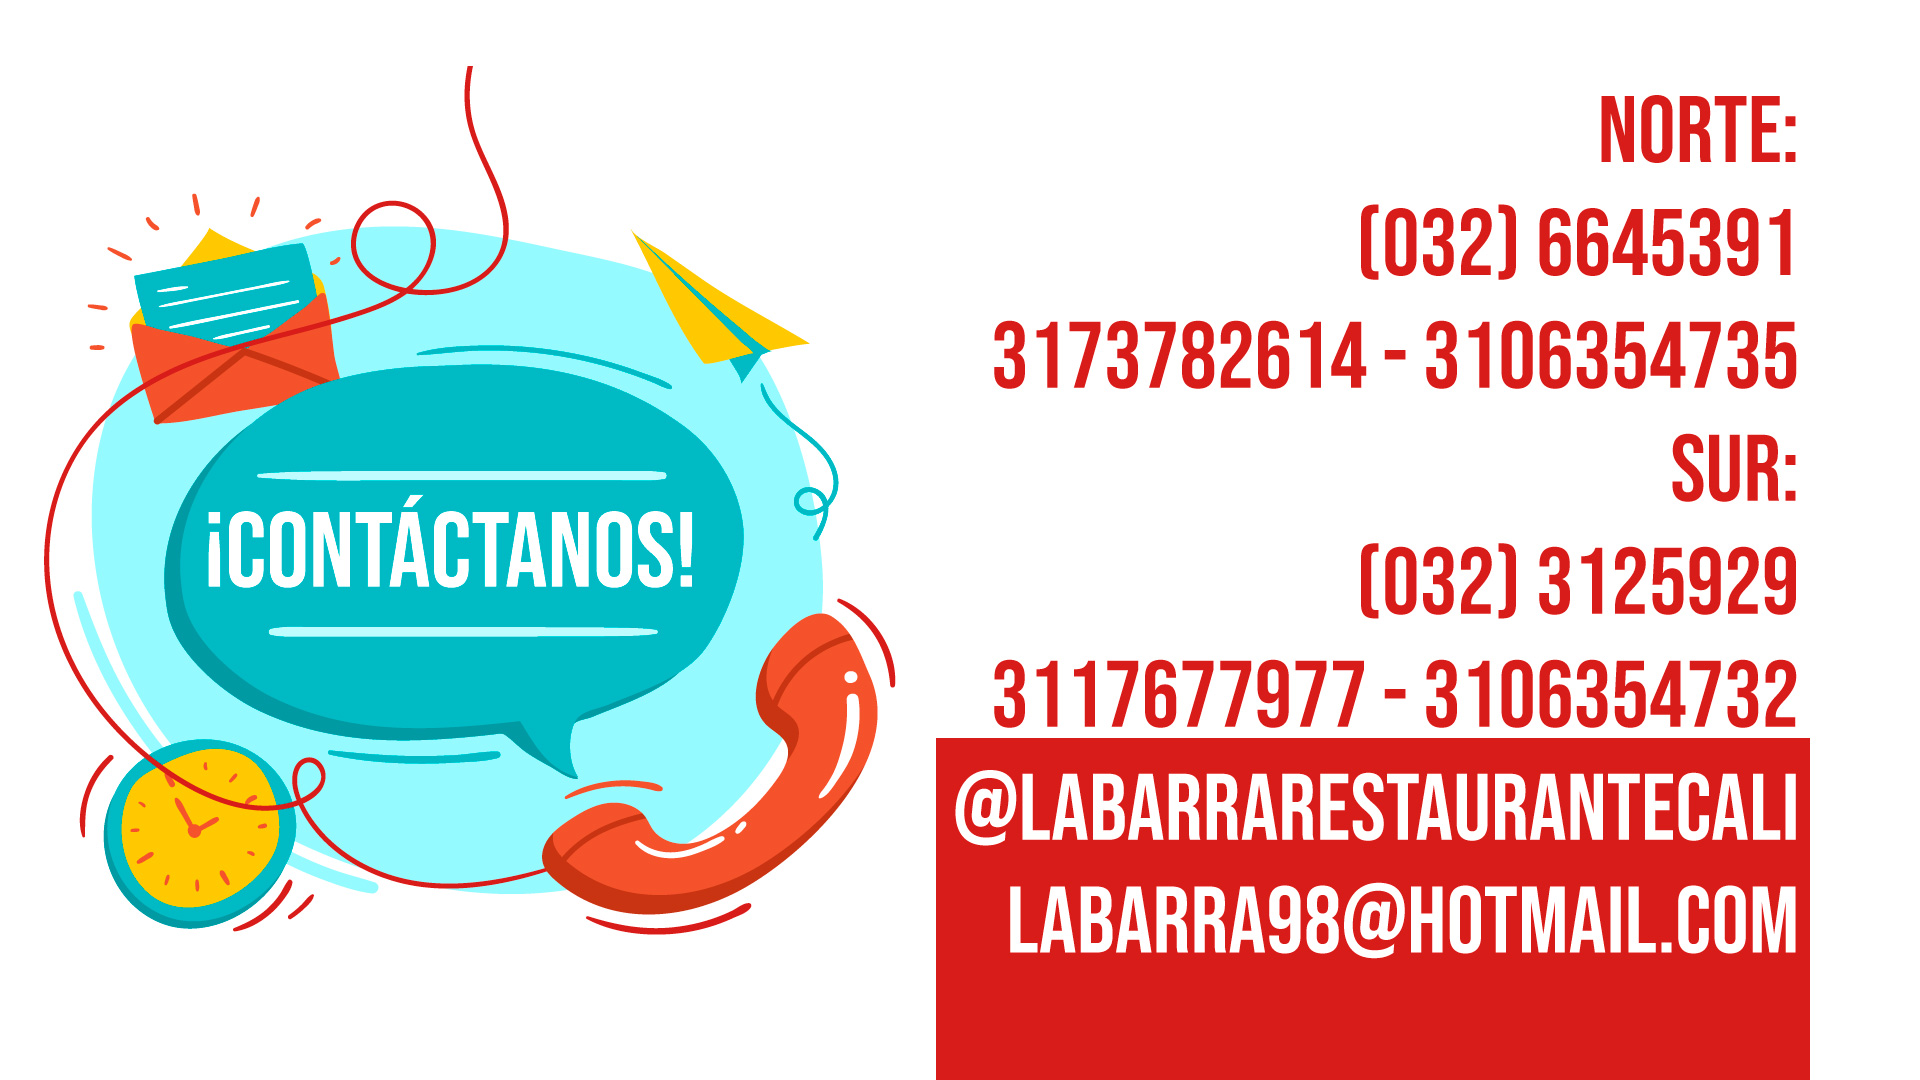 ¡CONTÁCTANOS!
NORTE:
(032) 6645391
3173782614 - 3106354735
SUR:
(032) 3125929
3117677977 - 3106354732
@LABARRARESTAURANTECALI
LABARRA98@HOTMAIL.COM